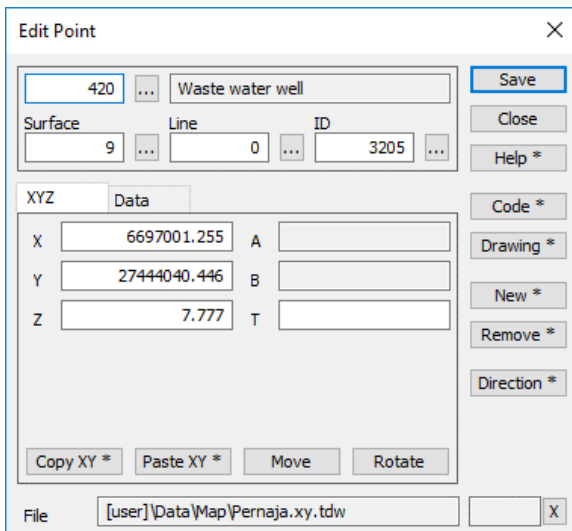 Edit Point
420 ... Waste water well Save
Surface Line ID Close
9 ... 0 ... 3205 ... Help *
XYZ Data Code *
X 6697001.255 A Drawing *
Y 27444040.446 B
Z 7.777 T New *
Remove *
Direction *
Copy XY * Paste XY * Move Rotate
File [user]\Data\Map\Pernaja.xy.tdw X